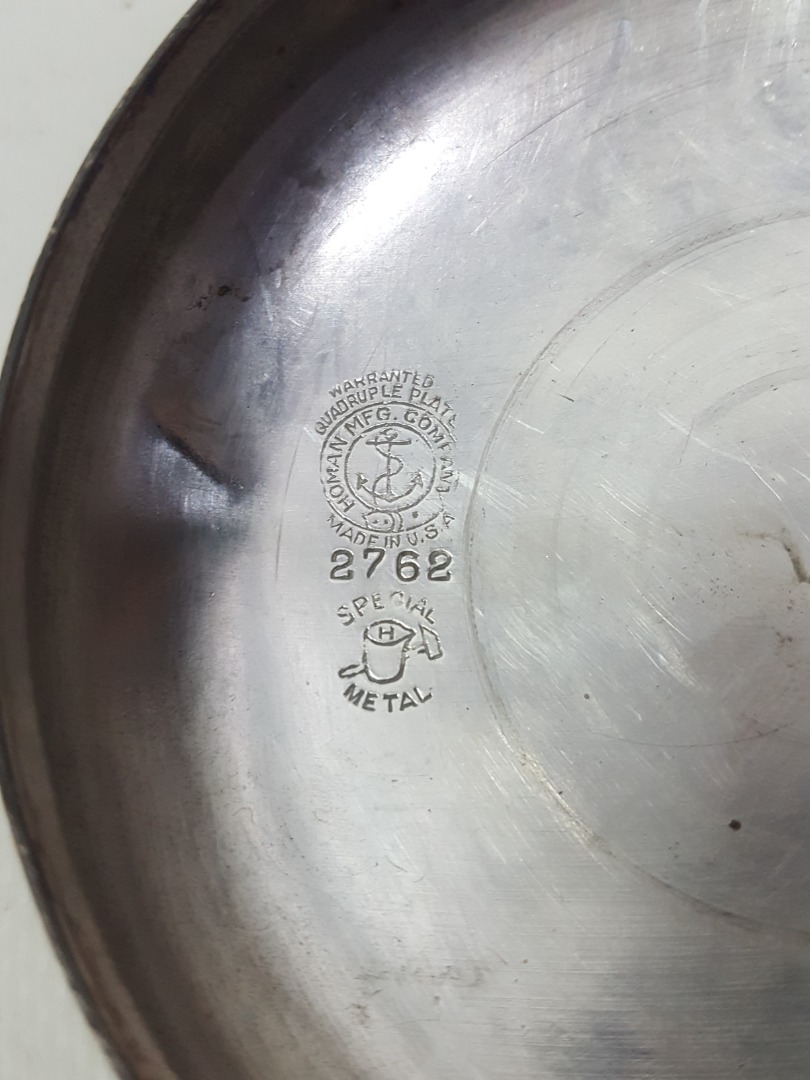 WARRANTED
QUADRUPLE PLATE
HOMAN MFG. COMPANY
MADE IN U.S.A
2762
SPECIAL
H
METAL